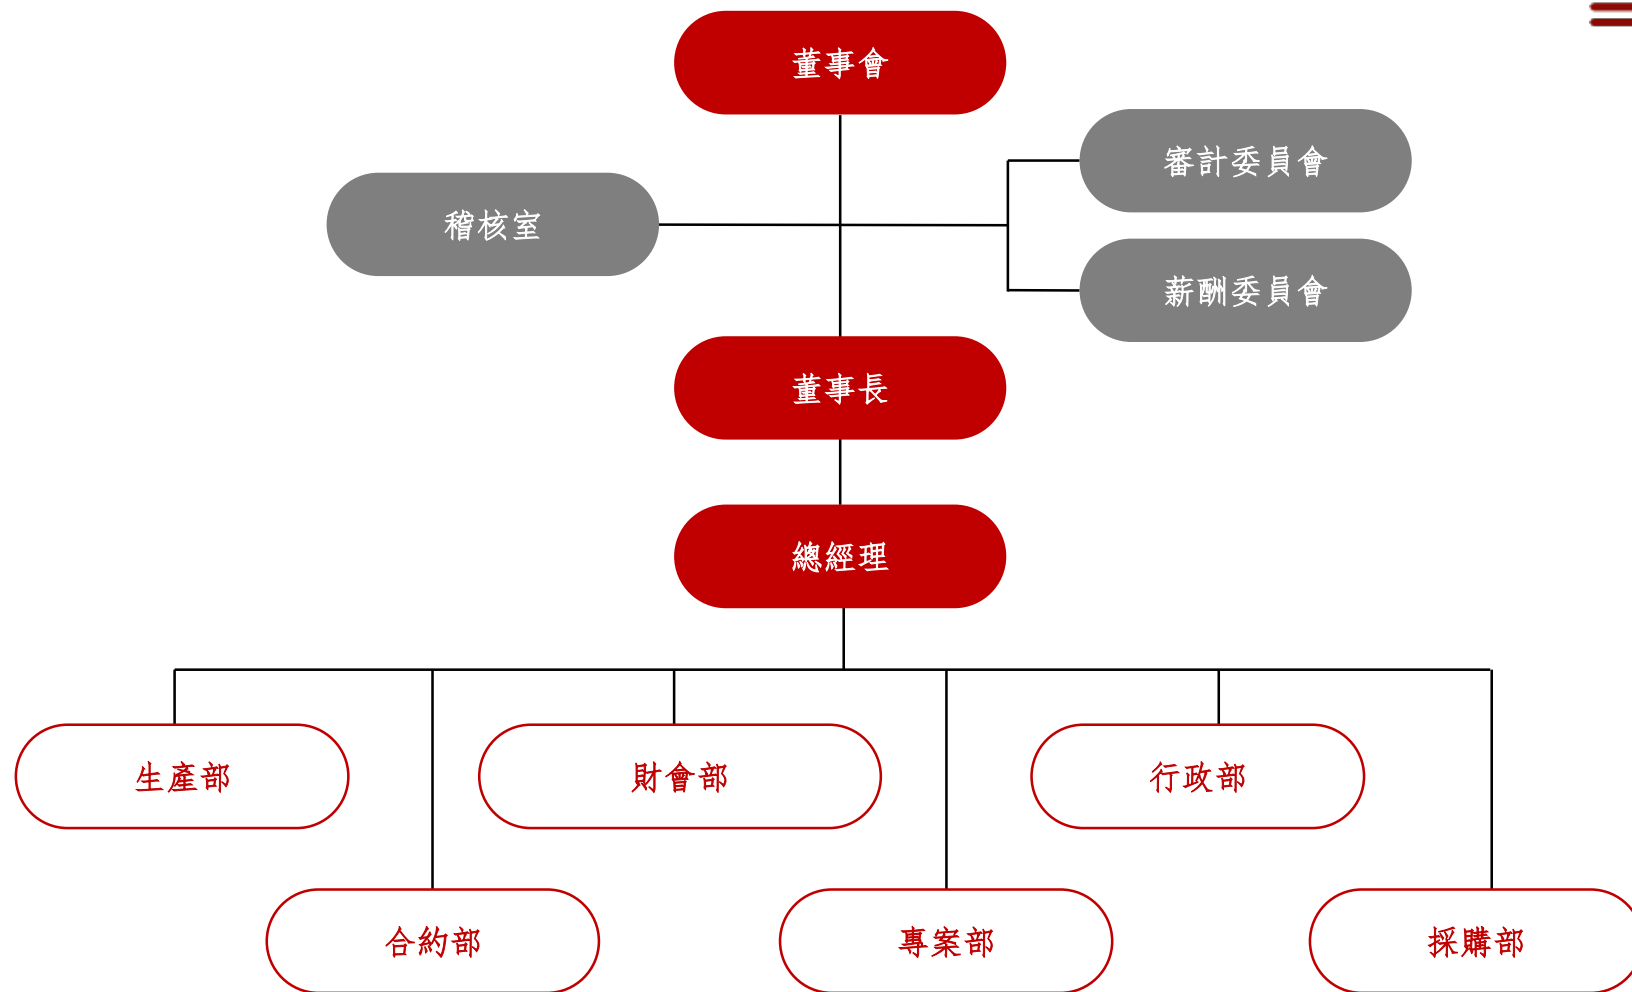 董事會
審計委員會
稽核室
薪酬委員會
董事長
總經理
生產部
財會部
行政部
合約部
專案部
採購部